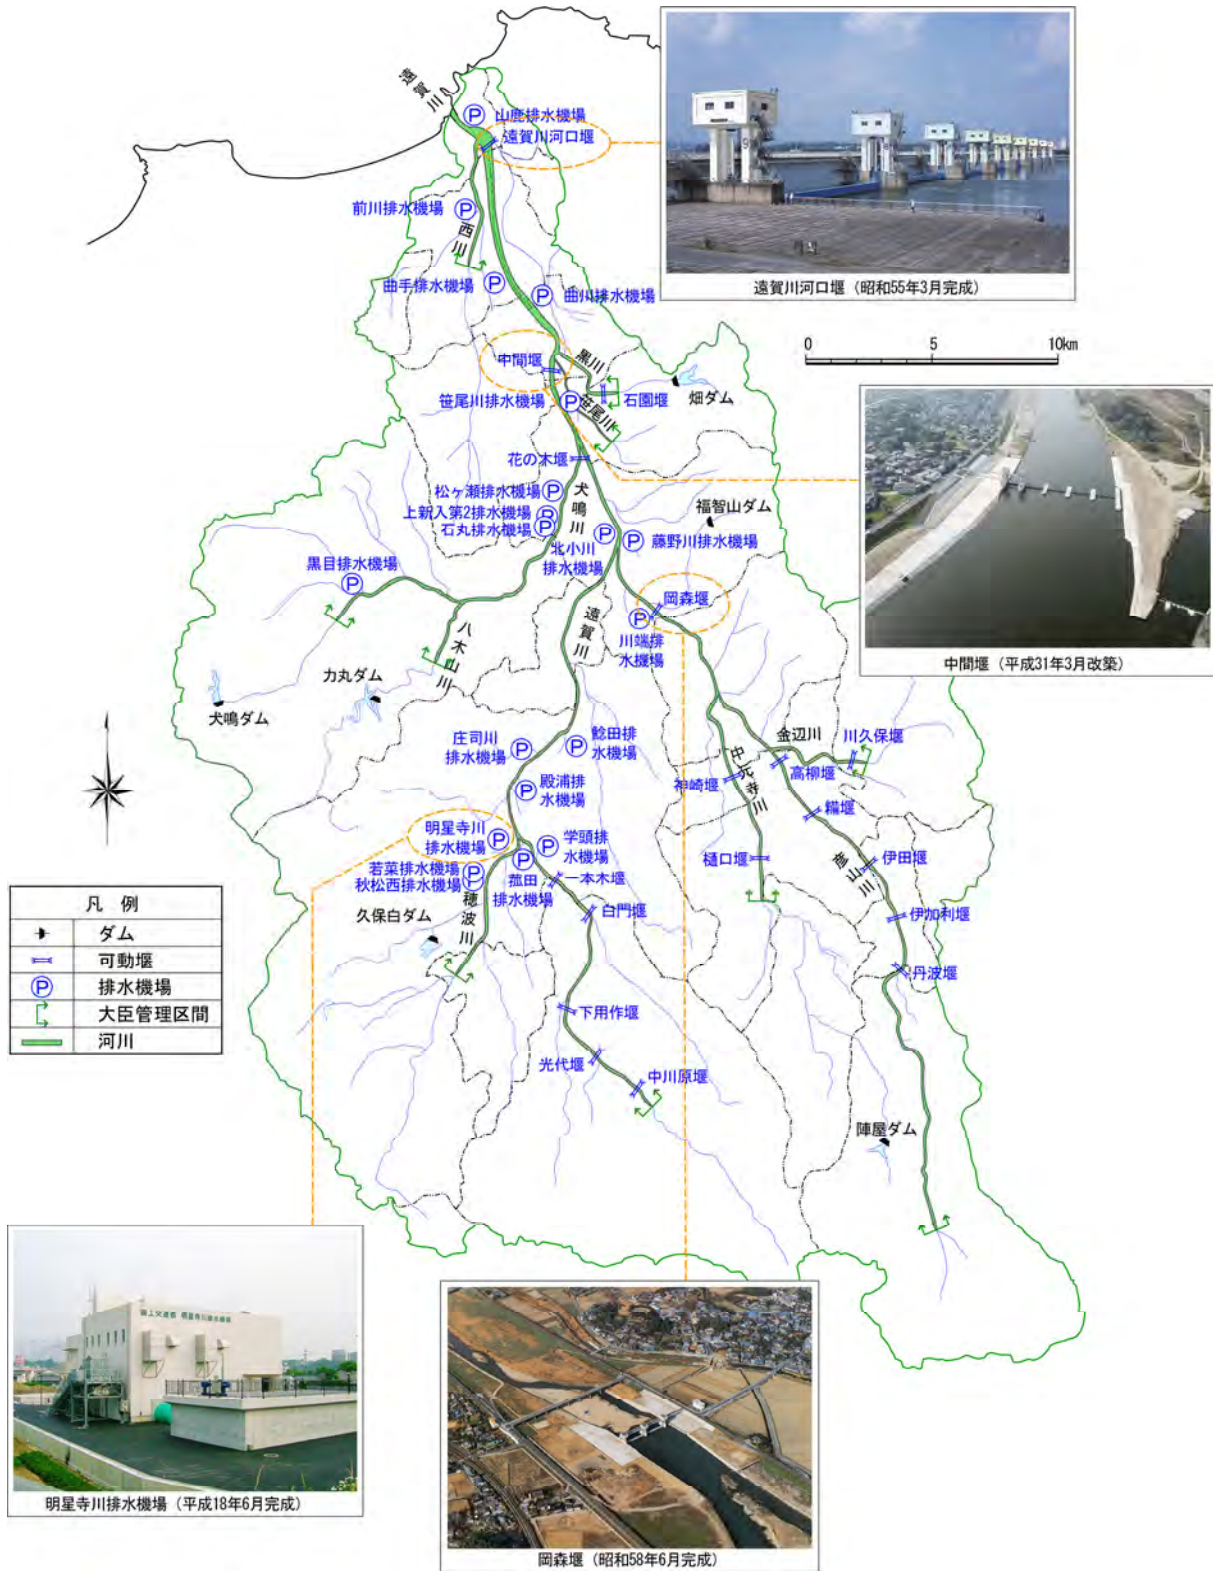 遠賀川
山鹿排水機場
遠賀川河口堰
遠賀川河口堰（昭和55年3月完成）
前川排水機場
西川
曲手排水機場
曲川排水機場
0 5 10km
中間堰
黒川
笹尾川排水機場
笹尾川
石園堰
畑ダム
中間堰（平成31年3月改築）
花の木堰
松ヶ瀬排水機場
犬鳴川
上新入第2排水機場
石丸排水機場
福智山ダム
北小川
排水機場
藤野川排水機場
黒目排水機場
岡森堰
川端排
水機場
遠賀川
八木山川
力丸ダム
犬鳴ダム
庄司川
排水機場
鯰田排
水機場
中元寺川
金辺川
川久保堰
高柳堰
神崎堰
殿浦排
水機場
糒堰
明星寺川
排水機場
学頭排
水機場
若菜排水機場
秋松西排水機場
菰田
排水機場
一本木堰
樋口堰
彦山川
伊田堰
穂波川
白門堰
伊加利堰
久保白ダム
丹波堰
凡例
ダム
可動堰
排水機場
大臣管理区間
河川
下用作堰
光代堰
中川原堰
陣屋ダム
国土交通省 明星寺川排水機場
明星寺川排水機場（平成18年6月完成）
岡森堰（昭和58年6月完成）